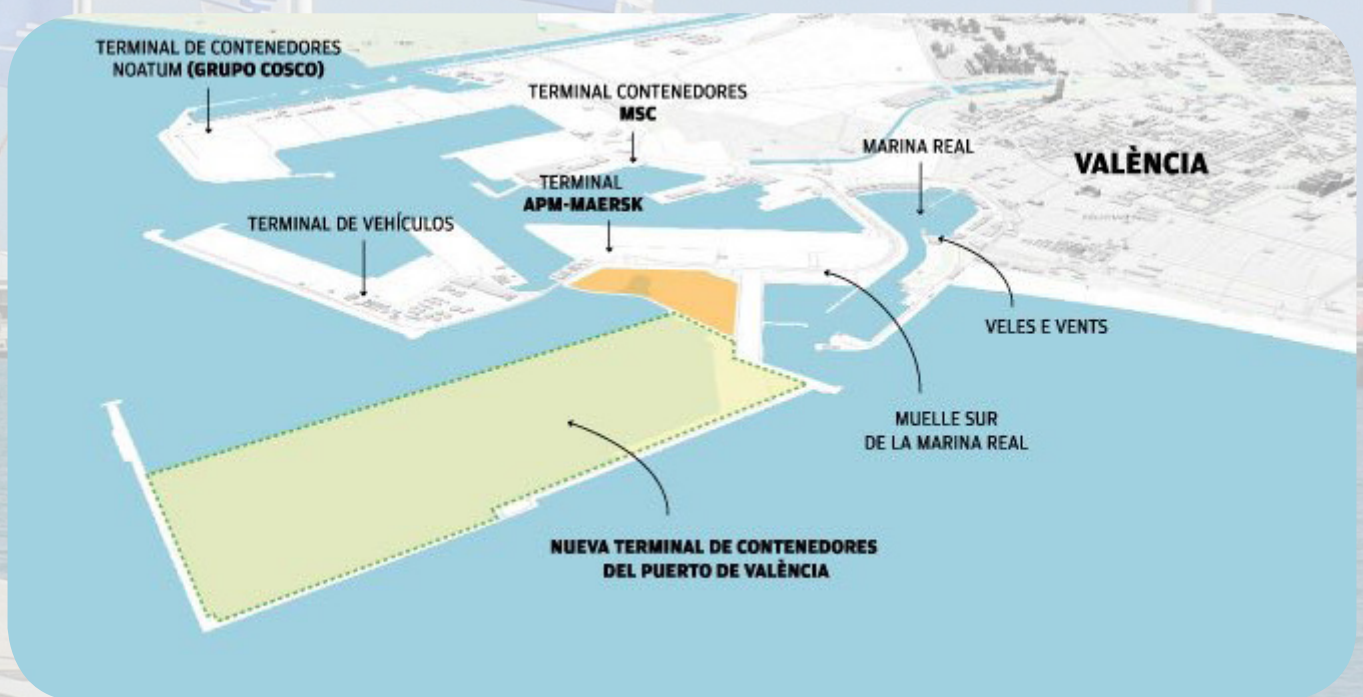 TERMINAL DE CONTENEDORES
NOATUM (GRUPO COSCO)
TERMINAL CONTENEDORES
MSC
MARINA REAL
VALÈNCIA
TERMINAL
APM-MAERSK
TERMINAL DE VEHÍCULOS
VELES E VENTS
MUELLE SUR
DE LA MARINA REAL
NUEVA TERMINAL DE CONTENEDORES
DEL PUERTO DE VALÈNCIA